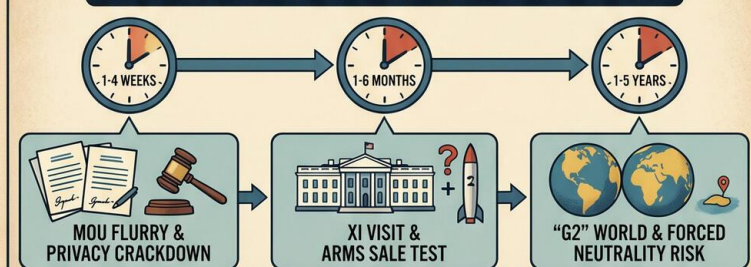 1-4 WEEKS
1-6 MONTHS
1-5 YEARS
?
+
2
MOU FLURRY &
PRIVACY CRACKDOWN
XI VISIT &
ARMS SALE TEST
“G2” WORLD & FORCED
NEUTRALITY RISK